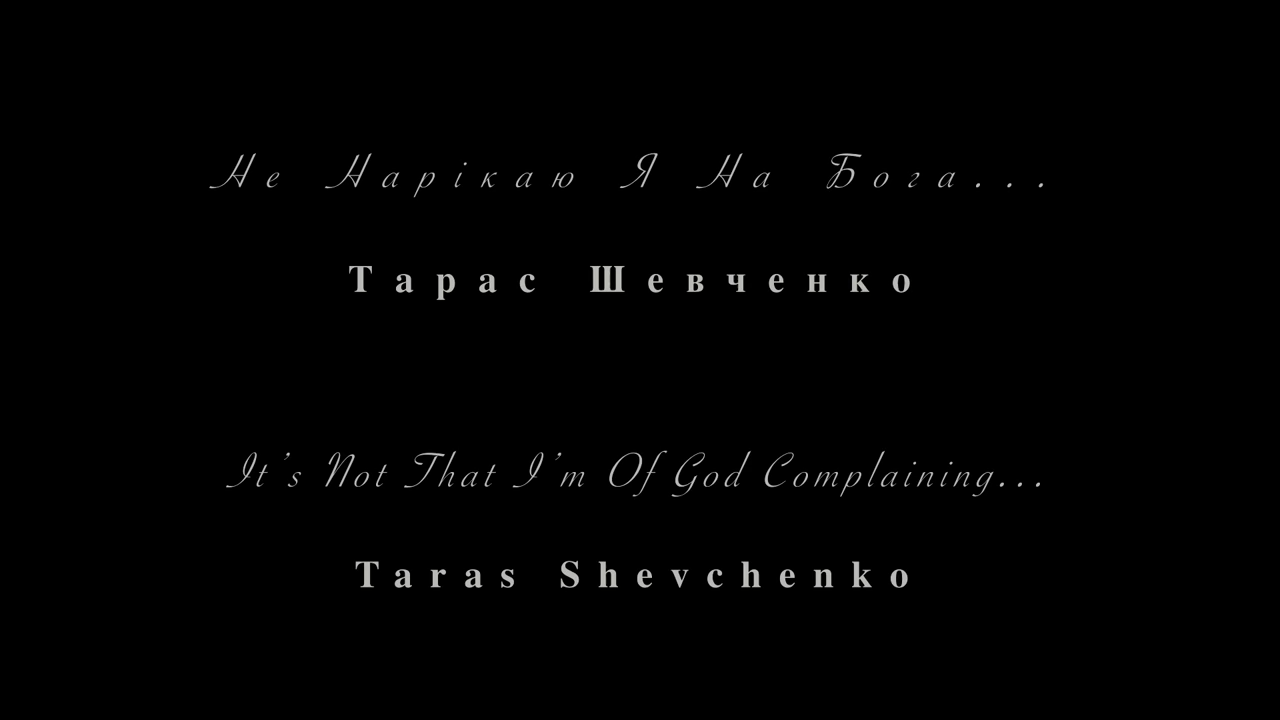 Не Нарікаю Я На Бога...
Тарас Шевченко
It's Not That I'm Of God Complaining...
Taras Shevchenko